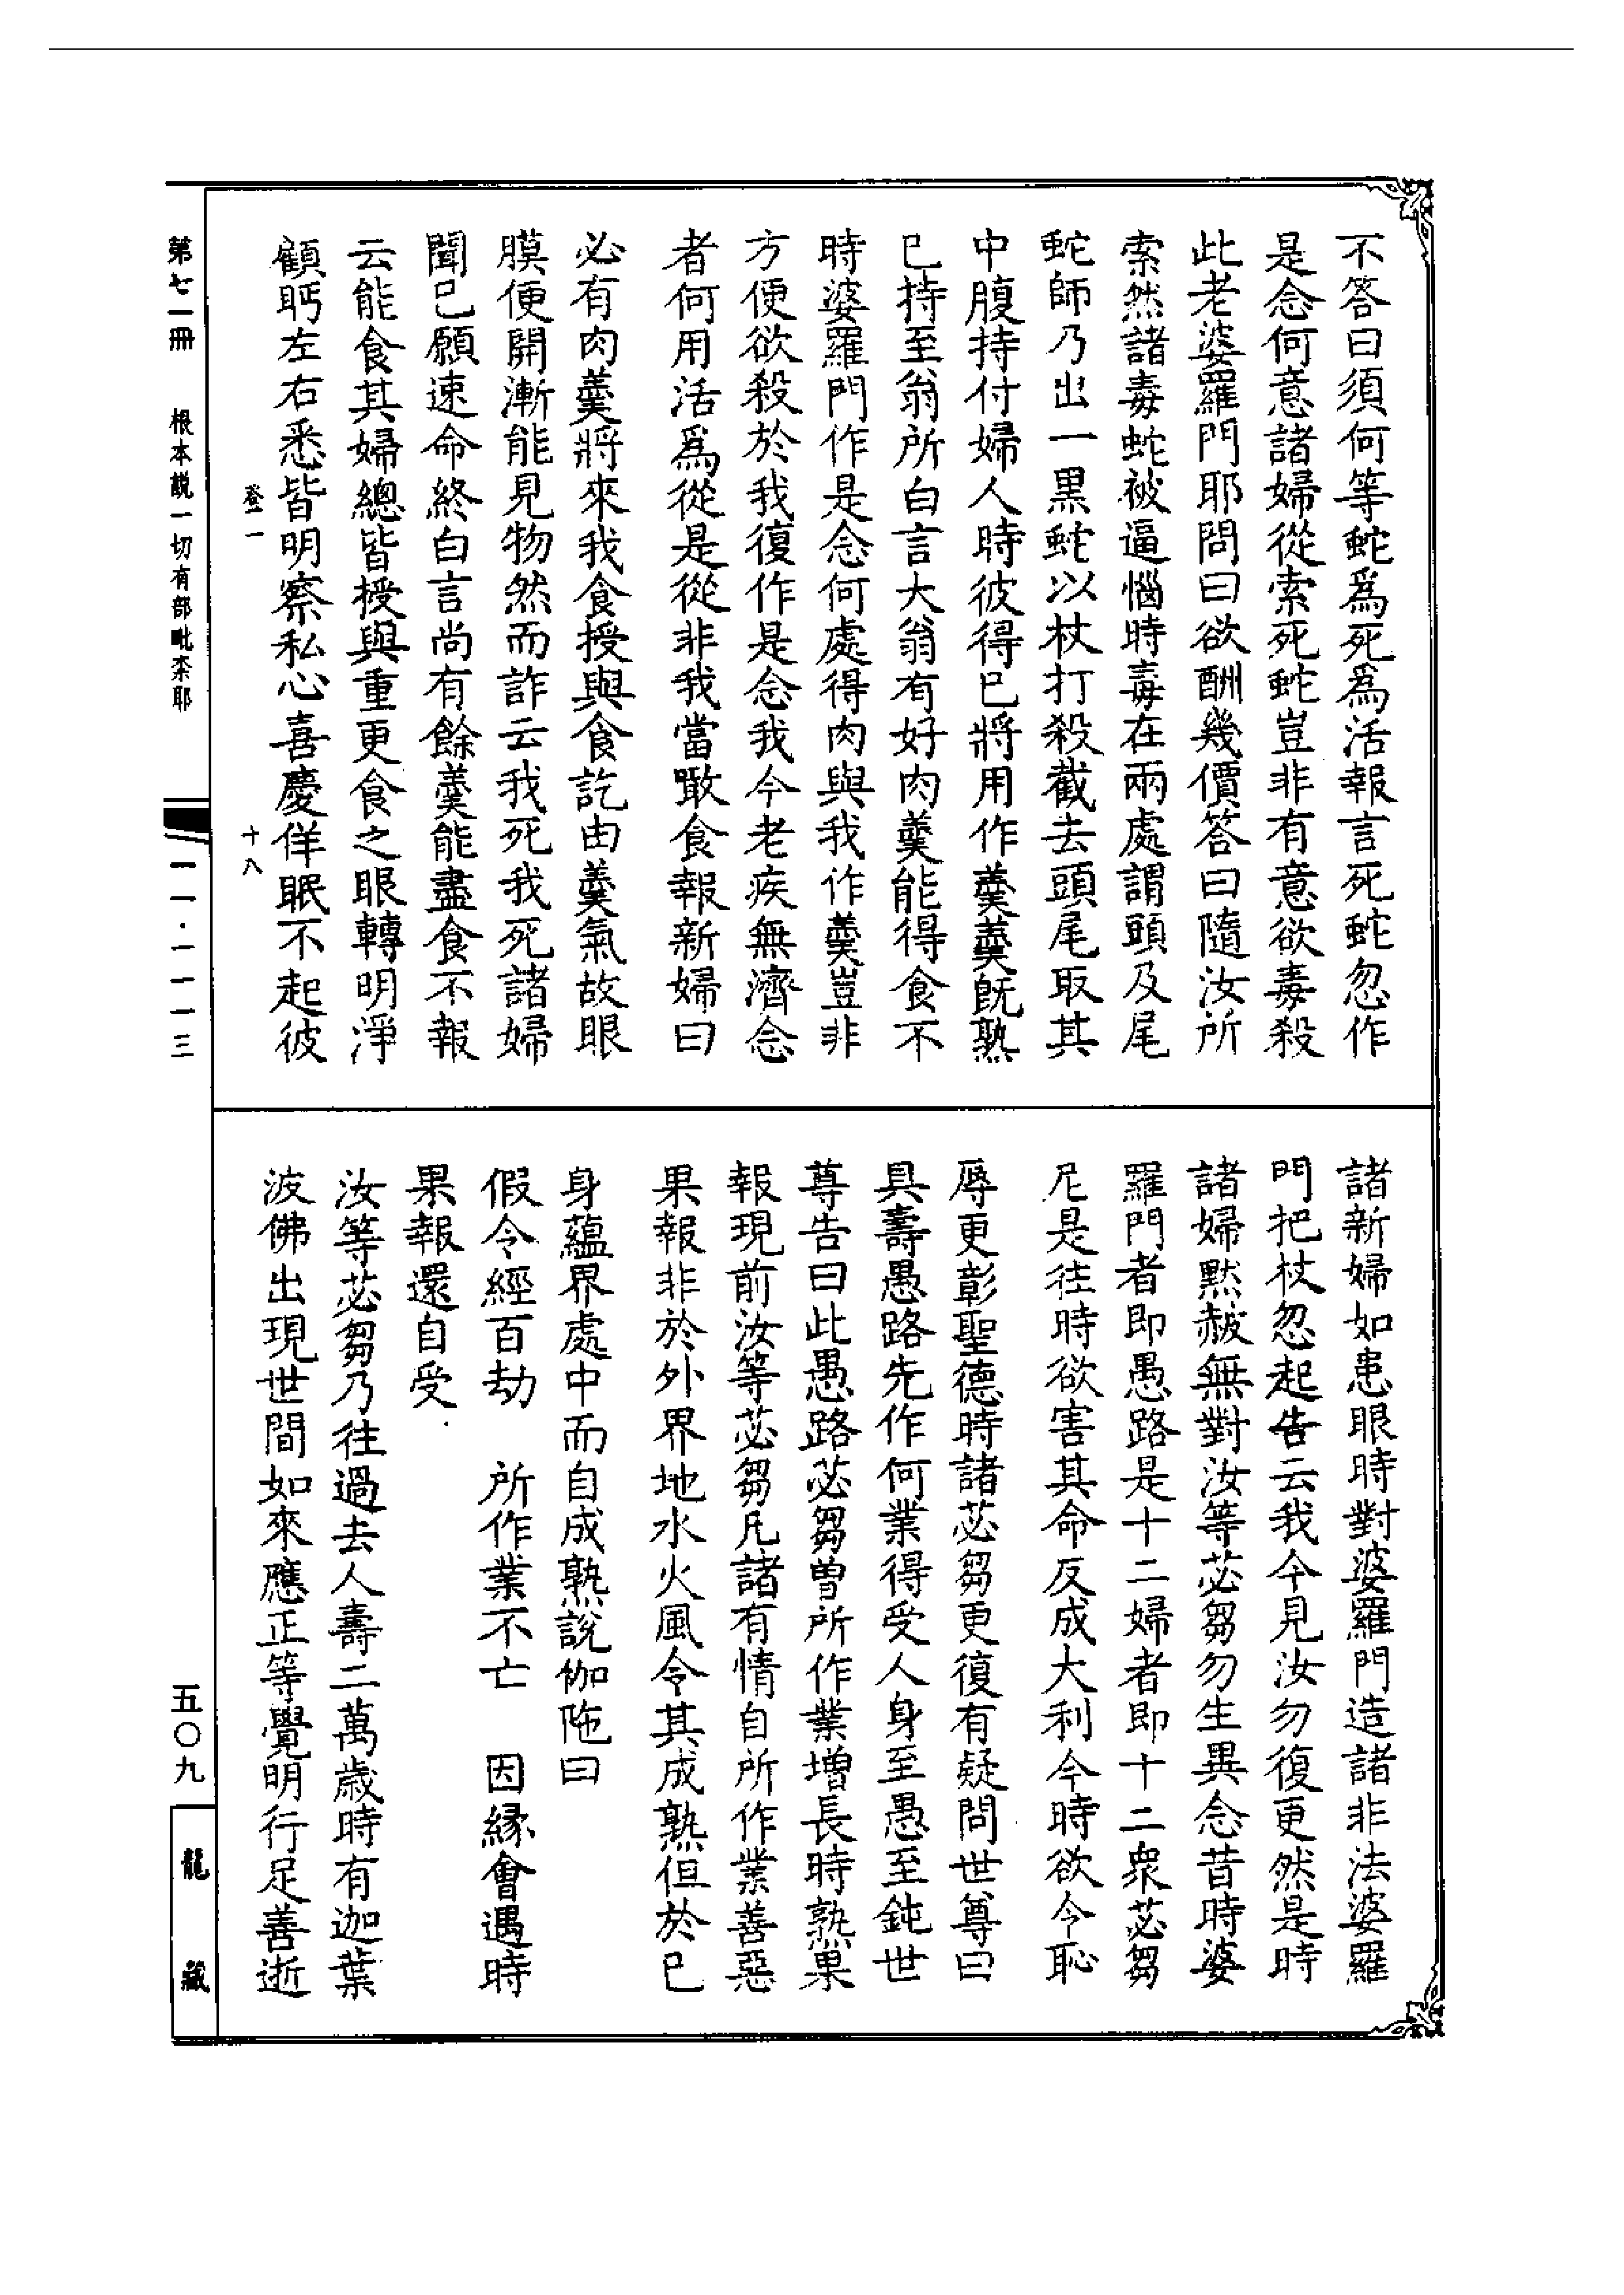 不答曰須何等蛇爲死爲活報言死蛇忽作
是念何意諸婦從索死蛇豈非有意欲毒殺
此老婆羅門耶問曰欲酬幾價答曰隨汝所
索然諸毒蛇被逼惱時毒在兩處謂頭及尾
蛇師乃出一黑蛇以杖打殺截去頭尾取其
中腹持付婦人時彼得已將用作羹羹既熟
已持至翁所白言大翁有好肉羹能得食不
時婆羅門作是念何處得肉與我作羹豈非
方便欲殺於我復作是念我今老疾無濟念
者何用活爲從是從非我當噉食報新婦曰
必有肉羹將來我食授與食訖由羹氣故眼
膜便開漸能見物然而詐云我死我死諸婦
聞已願速命終白言尚有餘羹能盡食不報
云能食其婦總皆授與重更食之眼轉明淨
顧眄左右悉皆明察私心喜慶佯眠不起彼
諸新婦如患眼時對婆羅門造諸非法婆羅
門把杖忽起告云我今見汝勿復更然是時
諸婦默赧無對汝等苾芻勿生異念昔時婆
羅門者即愚路是十二婦者即十二衆苾芻
尼是往時欲害其命反成大利今時欲令恥
辱更彰聖德時諸苾芻更復有疑問世尊曰
具壽愚路先作何業得受人身至愚至鈍世
尊告曰此愚路苾芻曾所作業增長時熟果
報現前汝等苾芻凡諸有情自所作業善惡
果報非於外界地水火風令其成熟但於已
身蘊界處中而自成熟說伽陁曰
假令經百劫　所作業不亡　因緣會遇時
果報還自受
汝等苾芻乃往過去人壽二萬歲時有迦葉
波佛出現世間如來應正等覺明行足善逝
登一　十八
第七一冊　根本説一切有部毗柰耶
一一·一一一三
五〇九
龍藏